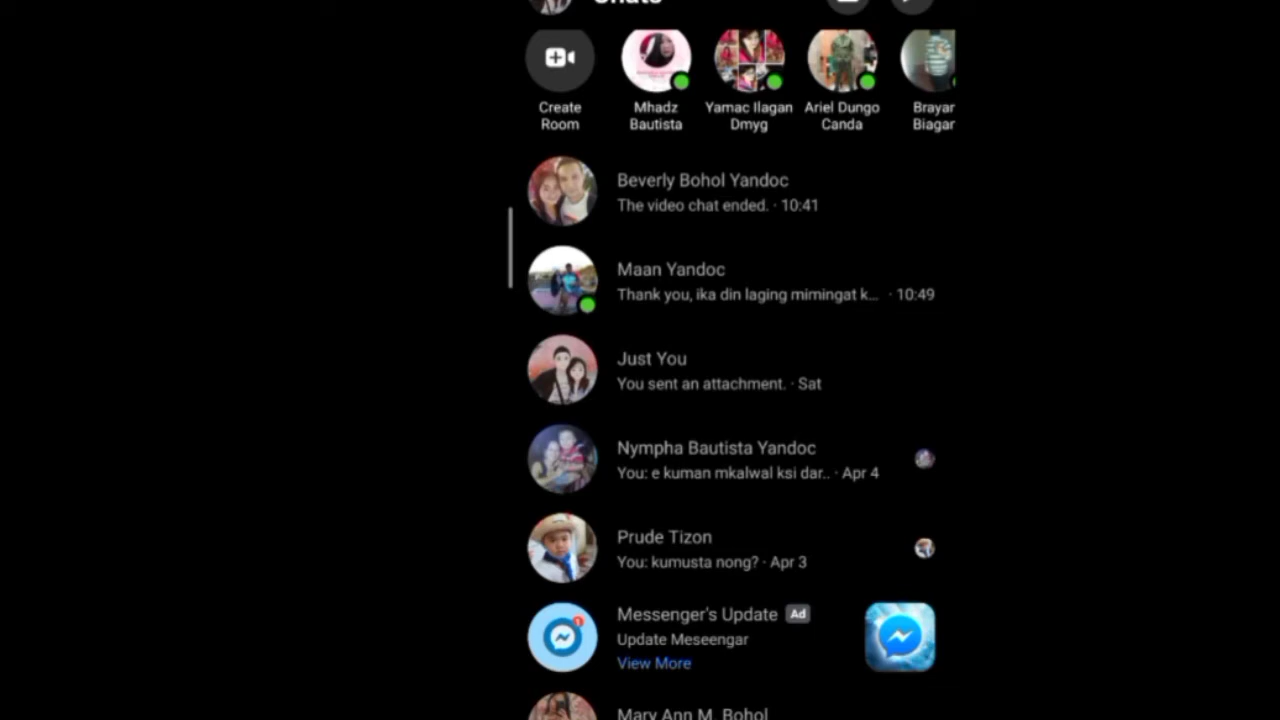 Chats
Create
Room
Mhadz
Bautista
Yamac Ilagan
Dmyg
Ariel Dungo
Canda
Brayar
Biagar
Beverly Bohol Yandoc
The video chat ended. · 10:41
Maan Yandoc
Thank you, ika din laging mimingat k... · 10:49
Just You
You sent an attachment. · Sat
Nympha Bautista Yandoc
You: e kuman mkalwal ksi dar.. · Apr 4
Prude Tizon
You: kumusta nong? · Apr 3
Messenger's Update Ad
Update Meseengar
View More
1
Mary Ann M. Bohol